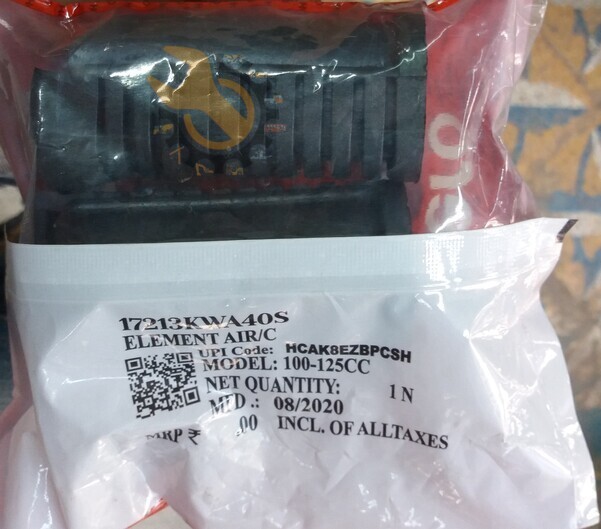 17213KWA40S
ELEMENT AIR/C
UPI Code: HCAK8EZBPCSH
MODEL: 100-125CC
NET QUANTITY: 1 N
MFD .: 08/2020
MRP ₹ .00 INCL. OF ALLTAXES